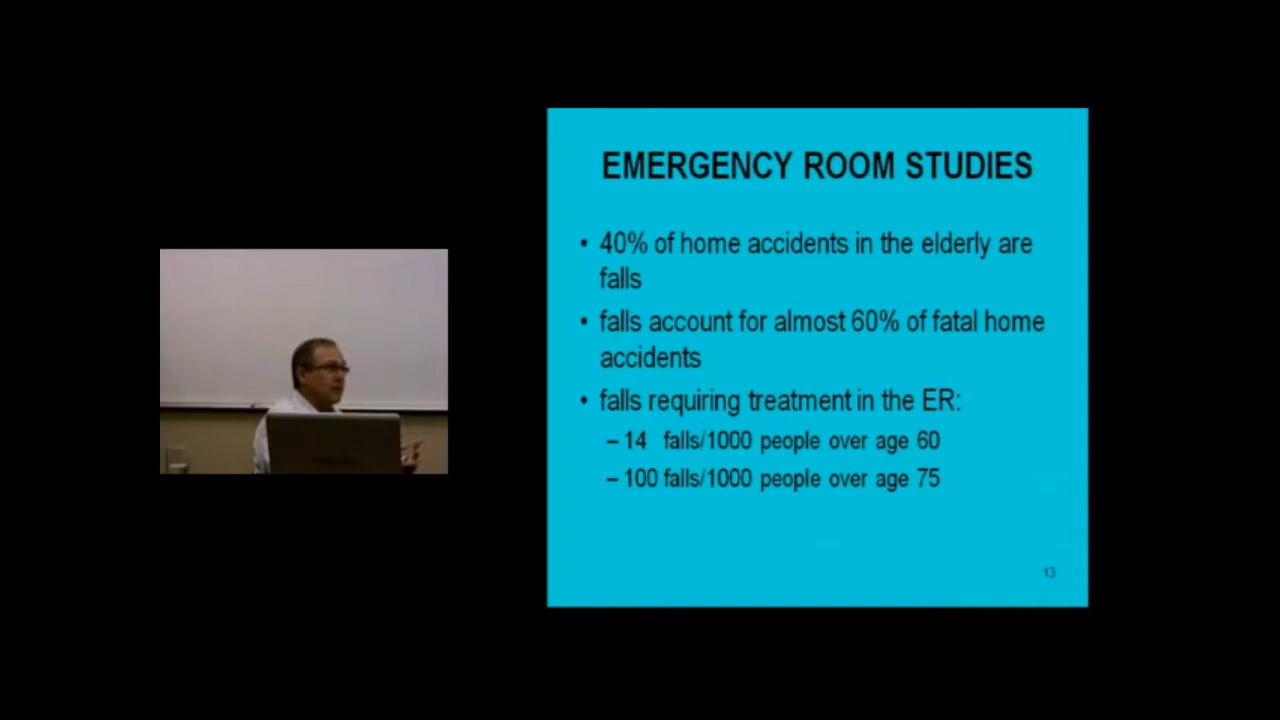 EMERGENCY ROOM STUDIES
• 40% of home accidents in the elderly are
falls
• falls account for almost 60% of fatal home
accidents
• falls requiring treatment in the ER:
– 14 falls/1000 people over age 60
– 100 falls/1000 people over age 75
13